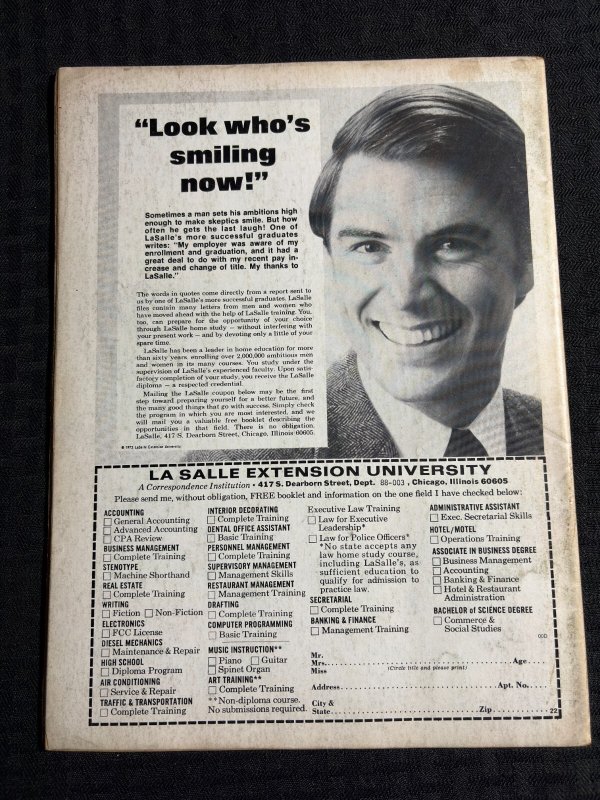 “Look who’s
smiling
now!”
Sometimes a man sets his ambitions high
enough to make skeptics smile. But how
often he gets the last laugh! One of
LaSalle's more successful graduates
writes: "My employer was aware of my
enrollment and graduation, and it had a
great deal to do with my recent pay in-
crease and change of title. My thanks to
LaSalle."
The words in quotes come directly from a report sent to
us by one of LaSalle's more successful graduates. LaSalle
files contain many letters from men and women who
have moved ahead with the help of LaSalle training. You,
too, can prepare for the opportunity of your choice
through LaSalle home study — without interfering with
your present work — and by devoting only a little of your
spare time.
LaSalle has been a leader in home education for more
than sixty years, enrolling over 2,000,000 ambitious men
and women in its many courses. You study under the
supervision of LaSalle's experienced faculty. Upon satis-
factory completion of your study, you receive the LaSalle
diploma — a respected credential.
Mailing the LaSalle coupon below may be the first
step toward preparing yourself for a better future, and
the many good things that go with success. Simply check
the program in which you are most interested, and we
will mail you a valuable free booklet describing the
opportunities in that field. There is no obligation.
LaSalle, 417 S. Dearborn Street, Chicago, Illinois 60605.
LA SALLE EXTENSION UNIVERSITY
A Correspondence Institution • 417 S. Dearborn Street, Dept. 88-003 , Chicago, Illinois 60605
Please send me, without obligation, FREE booklet and information on the one field I have checked below:
ACCOUNTING
General Accounting
Advanced Accounting
CPA Review
BUSINESS MANAGEMENT
Complete Training
STENOTYPE
Machine Shorthand
REAL ESTATE
Complete Training
WRITING
Fiction Non-Fiction
ELECTRONICS
FCC License
DIESEL MECHANICS
Maintenance & Repair
HIGH SCHOOL
Diploma Program
AIR CONDITIONING
Service & Repair
TRAFFIC & TRANSPORTATION
Complete Training
INTERIOR DECORATING
Complete Training
DENTAL OFFICE ASSISTANT
Basic Training
PERSONNEL MANAGEMENT
Complete Training
SUPERVISORY MANAGEMENT
Management Skills
RESTAURANT MANAGEMENT
Management Training
DRAFTING
Complete Training
COMPUTER PROGRAMMING
Basic Training
MUSIC INSTRUCTION**
Piano Guitar
Spinet Organ
ART TRAINING**
Complete Training
**Non-diploma course.
No submissions required.
Executive Law Training
Law for Executive
Leadership*
Law for Police Officers*
*No state accepts any
law home study course,
including LaSalle's, as
sufficient education to
qualify for admission to
practice law.
SECRETARIAL
Complete Training
BANKING & FINANCE
Management Training
ADMINISTRATIVE ASSISTANT
Exec. Secretarial Skills
HOTEL/MOTEL
Operations Training
ASSOCIATE IN BUSINESS DEGREE
Business Management
Accounting
Banking & Finance
Hotel & Restaurant
Administration
BACHELOR of SCIENCE DEGREE
Commerce &
Social Studies
Mr.
Mrs. Age
Miss (Circle title and please print)
Address Apt. No.
City &
State Zip 22